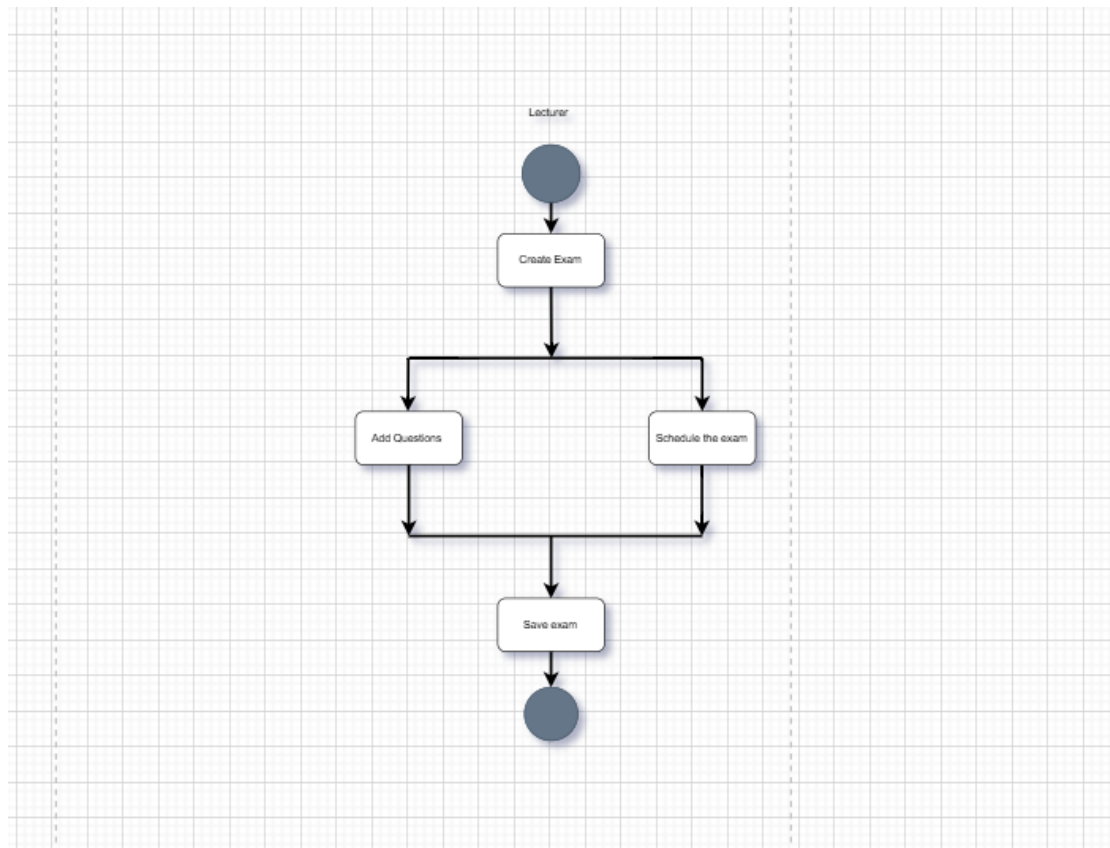 Lecturer
Create Exam
Add Questions
Schedule the exam
Save exam